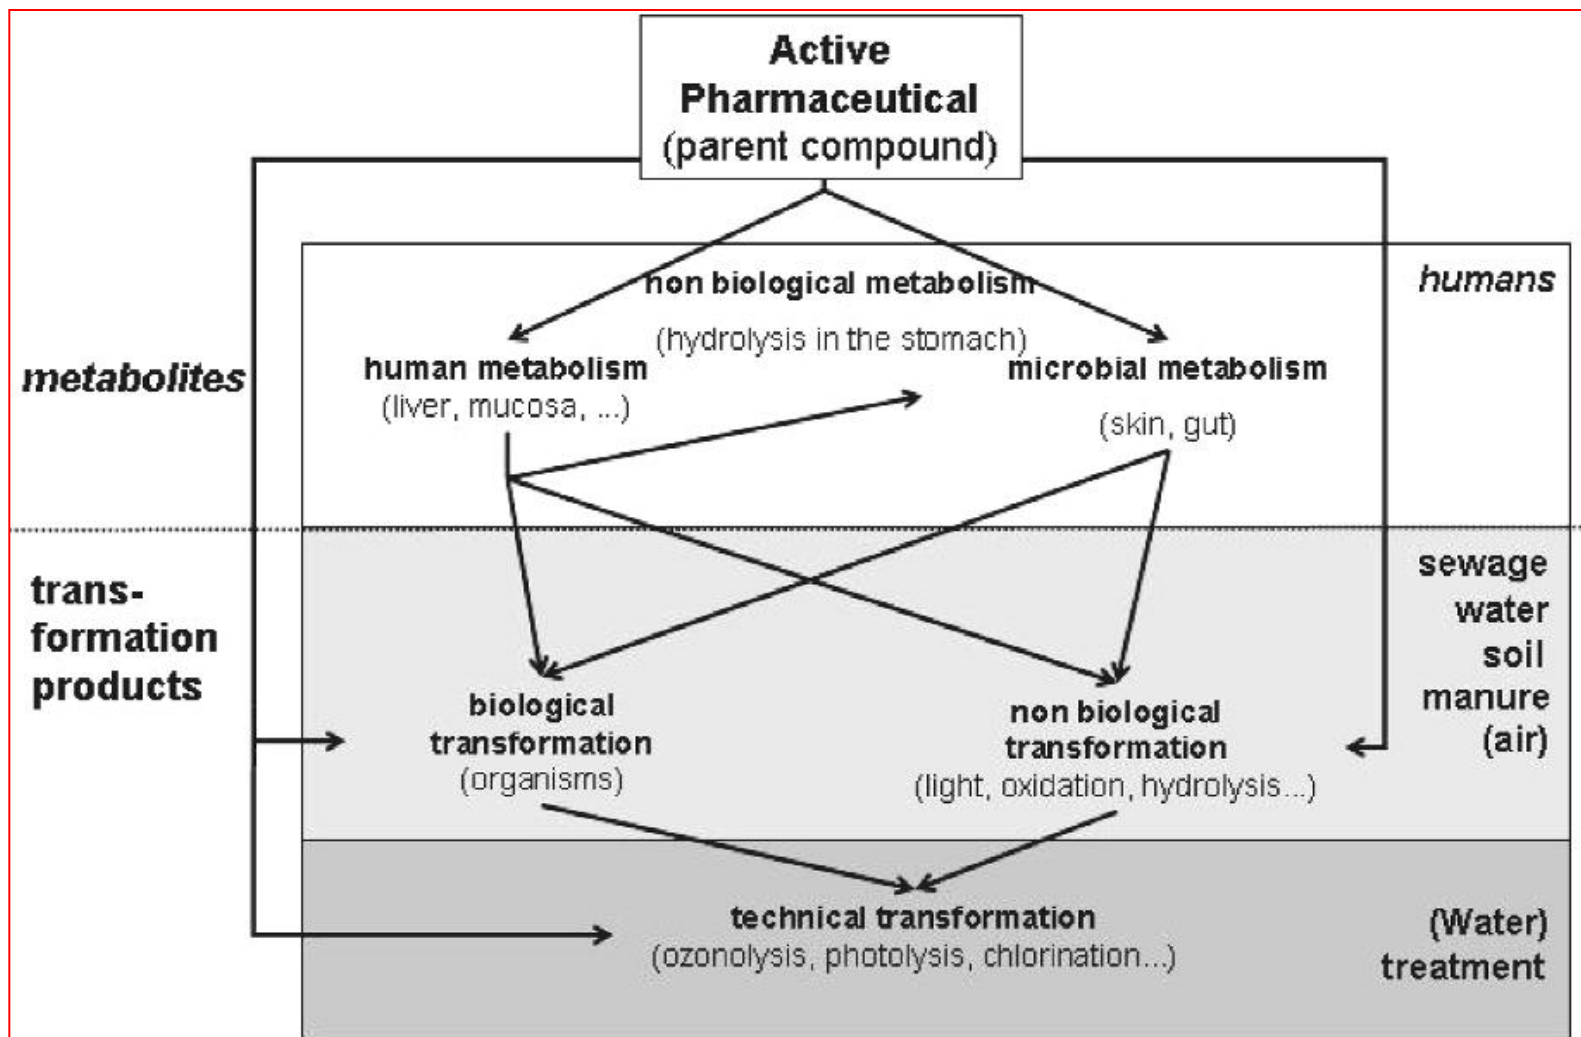 Active
Pharmaceutical
(parent compound)
non biological metabolism
humans
(hydrolysis in the stomach)
metabolites
human metabolism
(liver, mucosa, ...)
microbial metabolism
(skin, gut)
trans-
formation
products
sewage
water
soil
manure
(air)
biological
transformation
(organisms)
non biological
transformation
(light, oxidation, hydrolysis...)
technical transformation
(ozonolysis, photolysis, chlorination...)
(Water)
treatment